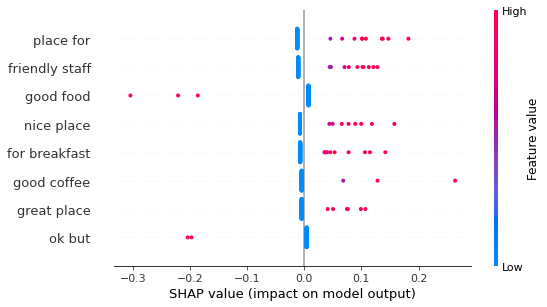 High
place for
friendly staff
good food
nice place
for breakfast
good coffee
great place
ok but
Feature value
Low
−0.3 −0.2 −0.1 0.0 0.1 0.2
SHAP value (impact on model output)